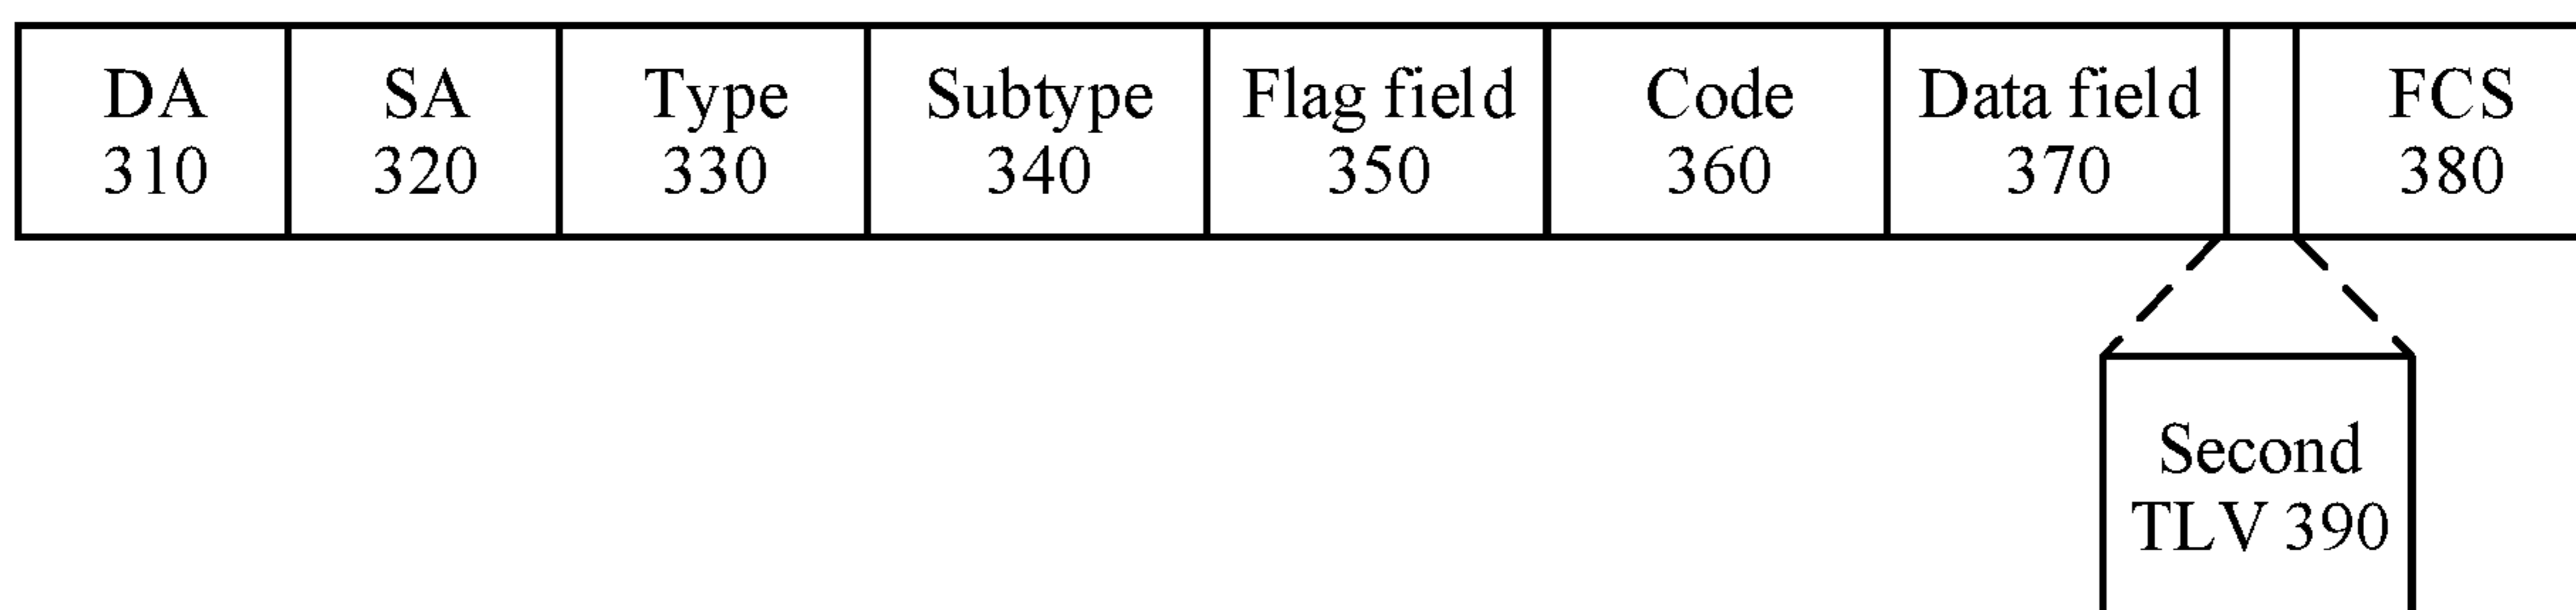 DA
310
SA
320
Type
330
Subtype
340
Flag field
350
Code
360
Data field
370
FCS
380
Second
TLV 390